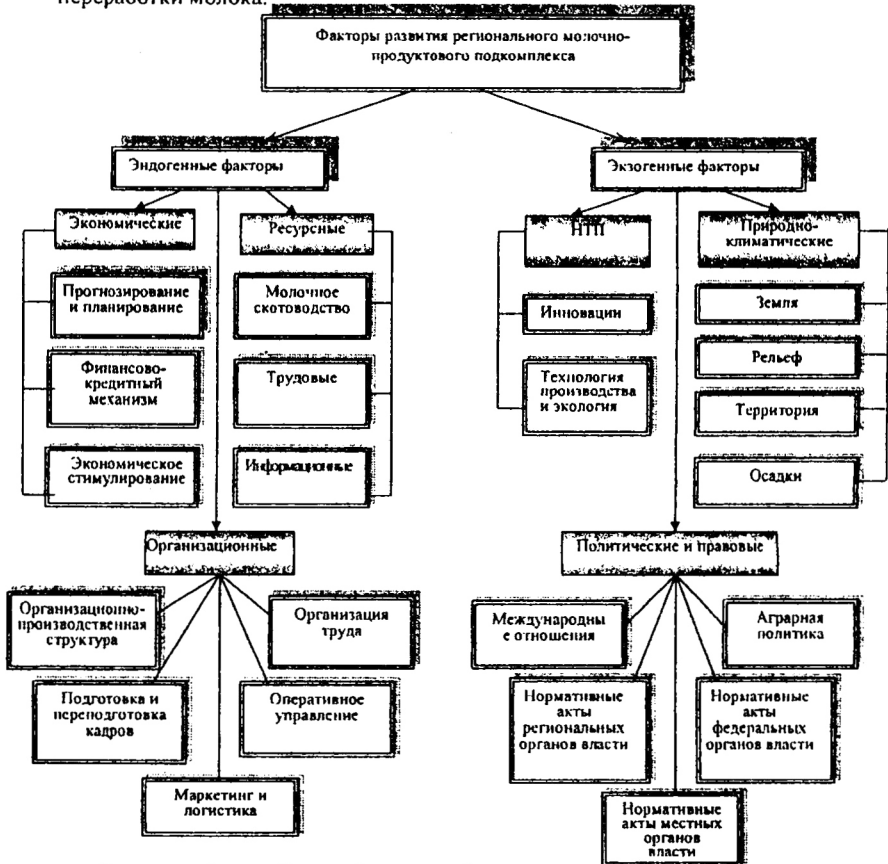 переработки молока.
Факторы развития регионального молочно-
продуктового подкомплекса
Эндогенные факторы
Экзогенные факторы
Экономические
Ресурсные
НТП
Природно-
климатические
Прогнозирование
и планирование
Молочное
скотоводство
Инновации
Земля
Финансово-
кредитный
механизм
Трудовые
Технология
производства
и экология
Рельеф
Территория
Экономическое
стимулирование
Информационные
Осадки
Организационные
Политические и правовые
Организационно-
производственная
структура
Организация
труда
Международны
е отношения
Аграрная
политика
Подготовка и
переподготовка
кадров
Оперативное
управление
Нормативные
акты
региональных
органов власти
Нормативные
акты
федеральных
органов власти
Маркетинг и
логистика
Нормативные
акты местных
органов
власти